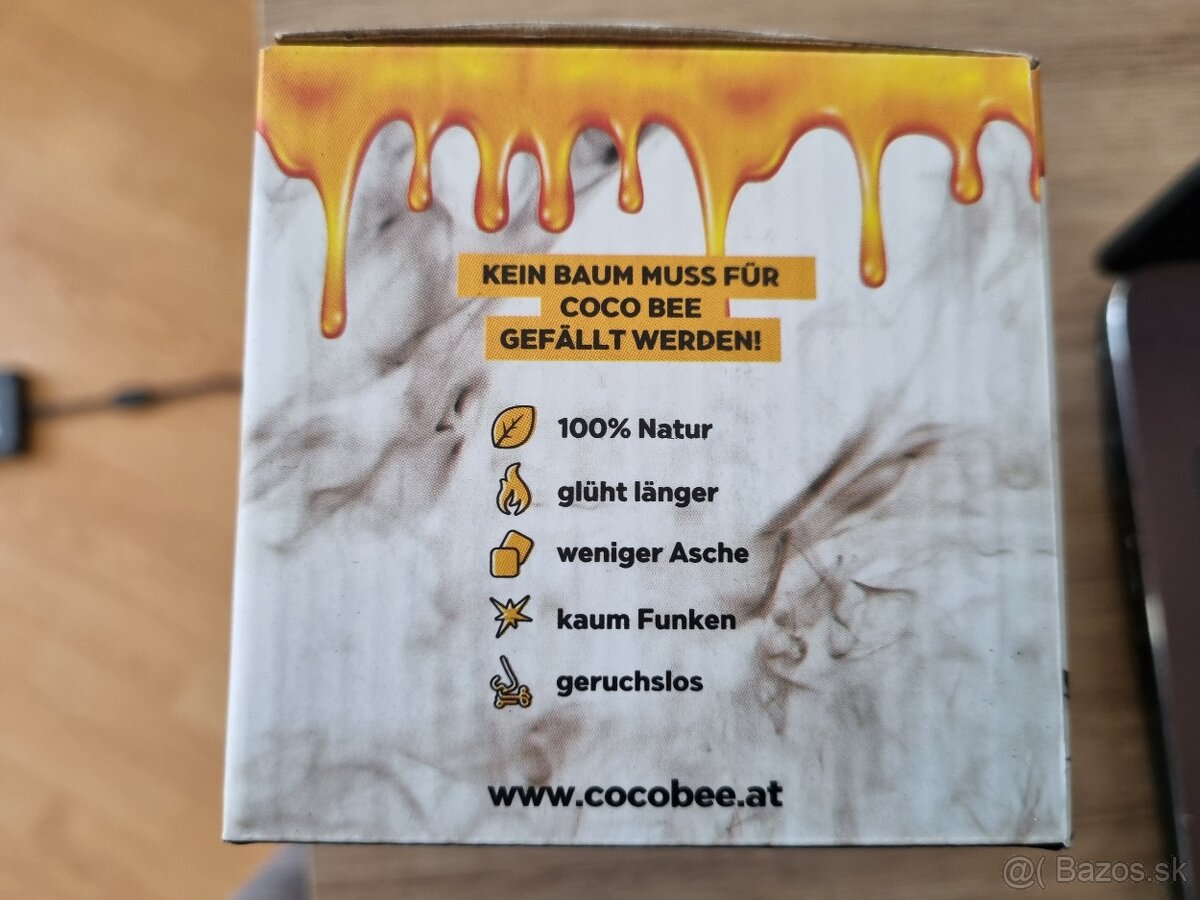 KEIN BAUM MUSS FÜR
COCO BEE
GEFÄLLT WERDEN!
100% Natur
glüht länger
weniger Asche
kaum Funken
geruchslos
www.cocobee.at
@( Bazos.sk